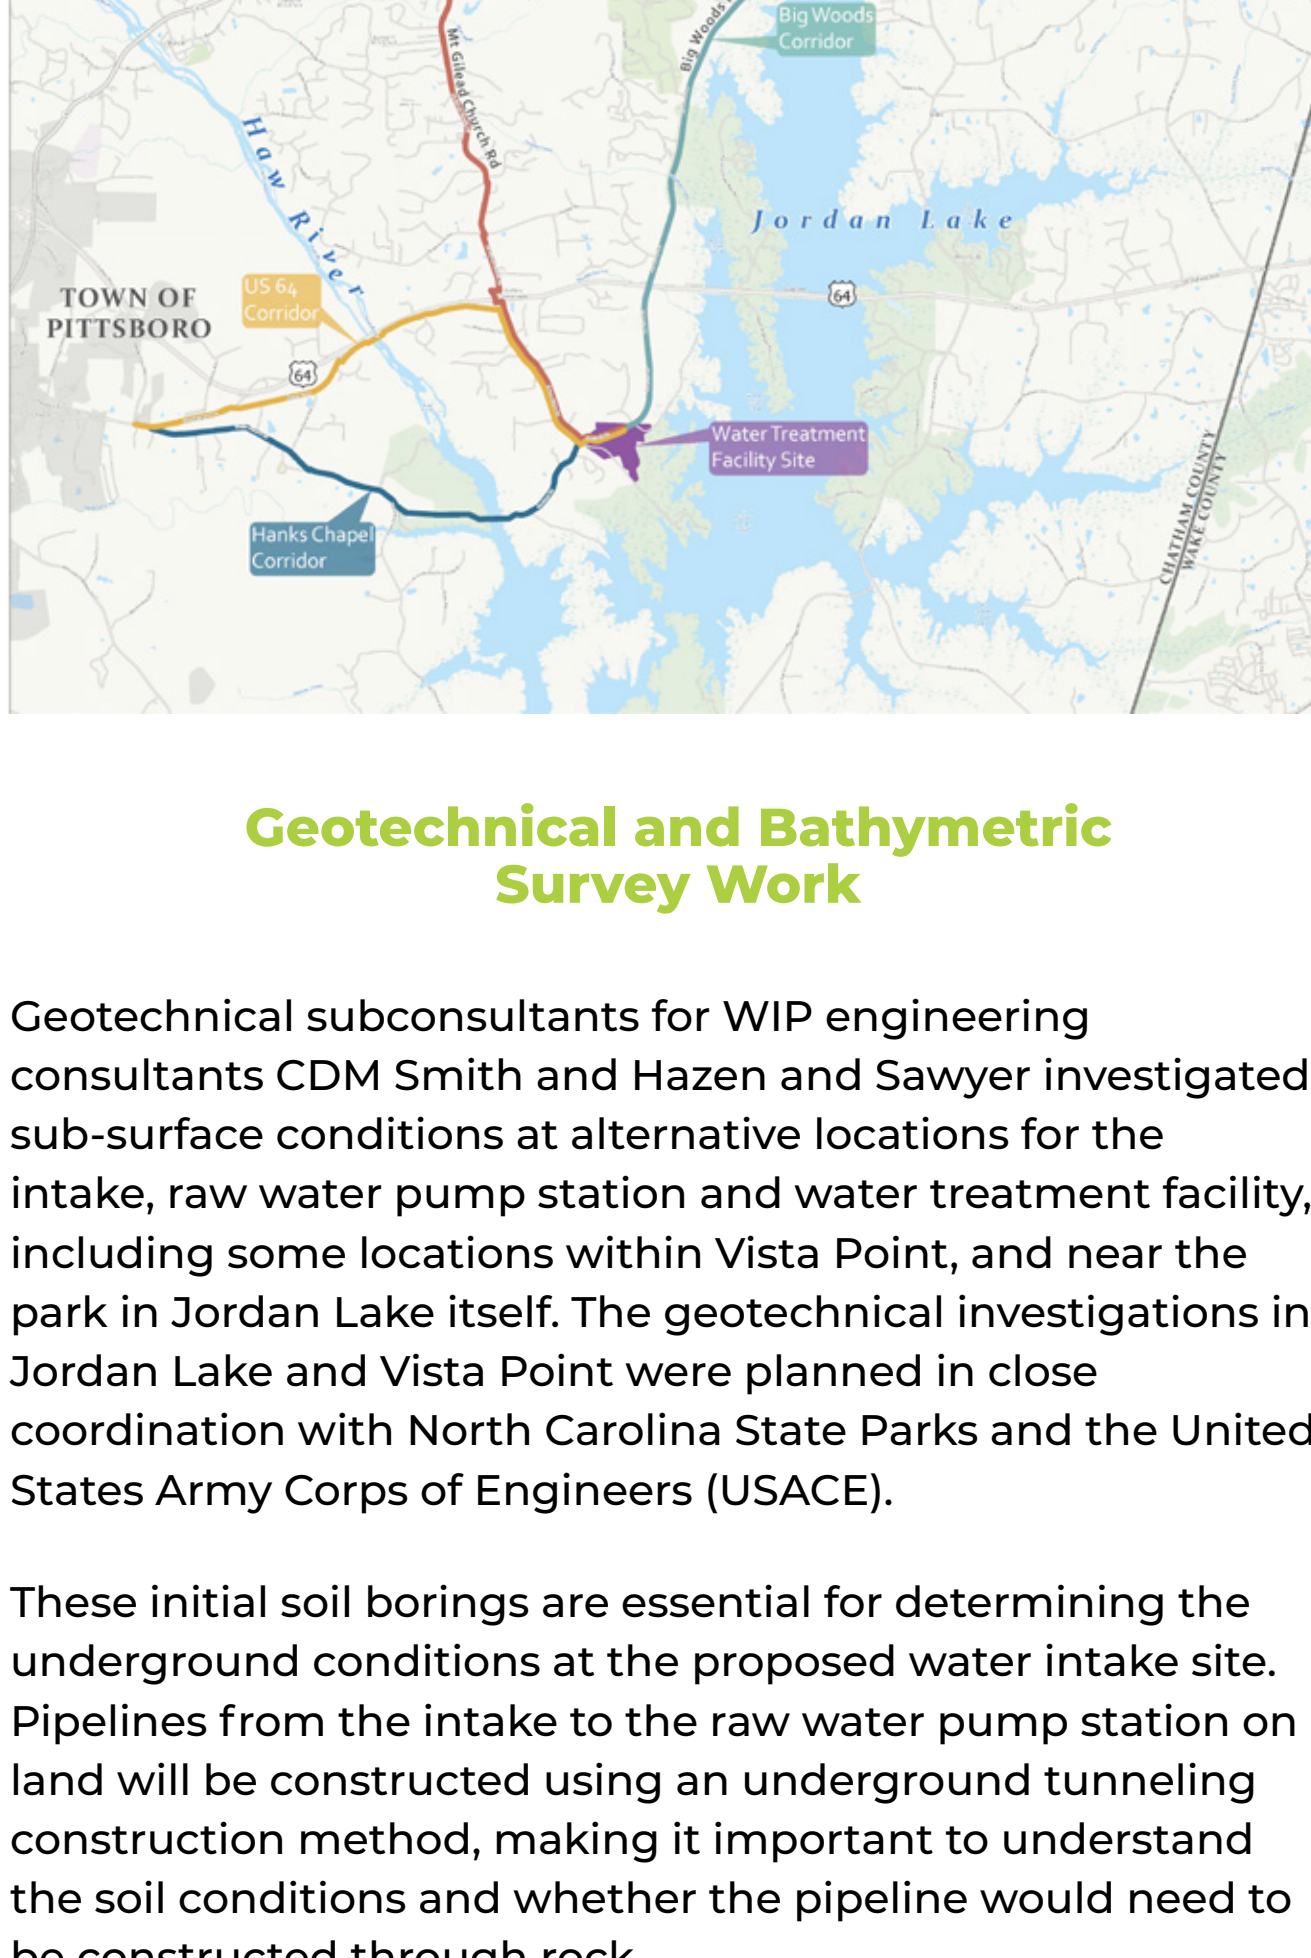 Big Woods
Corridor
Big Woods
Mt Gilead Church Rd
Haw River
Jordan Lake
64
US 64
Corridor
TOWN OF
PITTSBORO
64
Water Treatment
Facility Site
Hanks Chapel
Corridor
CHATHAM COUNTY
WAKE COUNTY
Geotechnical and Bathymetric
Survey Work
Geotechnical subconsultants for WIP engineering
consultants CDM Smith and Hazen and Sawyer investigated
sub-surface conditions at alternative locations for the
intake, raw water pump station and water treatment facility,
including some locations within Vista Point, and near the
park in Jordan Lake itself. The geotechnical investigations in
Jordan Lake and Vista Point were planned in close
coordination with North Carolina State Parks and the United
States Army Corps of Engineers (USACE).
These initial soil borings are essential for determining the
underground conditions at the proposed water intake site.
Pipelines from the intake to the raw water pump station on
land will be constructed using an underground tunneling
construction method, making it important to understand
the soil conditions and whether the pipeline would need to
be constructed through rock.